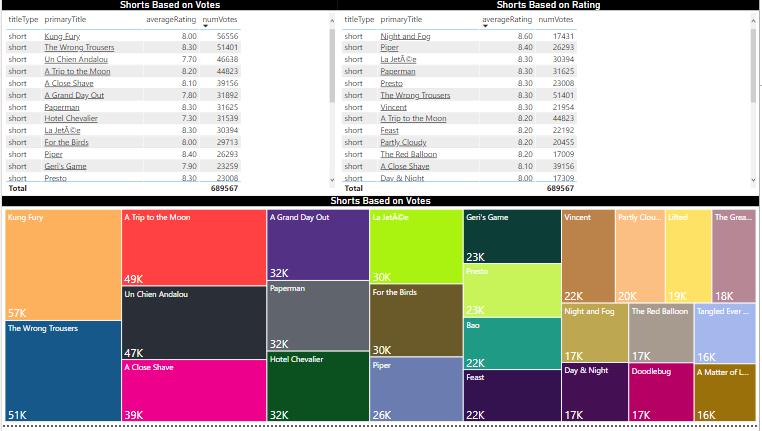 Shorts Based on Votes
titleType primaryTitle averageRating numVotes
short Kung Fury 8.00 56556
short The Wrong Trousers 8.30 51401
short Un Chien Andalou 7.70 46638
short A Trip to the Moon 8.20 44823
short A Close Shave 8.10 39156
short A Grand Day Out 7.80 31892
short Paperman 8.30 31625
short Hotel Chevalier 7.30 31539
short La JetÃ©e 8.30 30394
short For the Birds 8.00 29713
short Piper 8.40 26293
short Geri's Game 7.90 23259
short Presto 8.30 23008
Total 689567
Shorts Based on Rating
titleType primaryTitle averageRating numVotes
short Night and Fog 8.60 17431
short Piper 8.40 26293
short La JetÃ©e 8.30 30394
short Paperman 8.30 31625
short Presto 8.30 23008
short The Wrong Trousers 8.30 51401
short Vincent 8.30 21954
short A Trip to the Moon 8.20 44823
short Feast 8.20 22192
short Partly Cloudy 8.20 20455
short The Red Balloon 8.20 17009
short A Close Shave 8.10 39156
short Day & Night 8.00 17309
Total 689567
Shorts Based on Votes
Kung Fury
57K
The Wrong Trousers
51K
A Trip to the Moon
49K
Un Chien Andalou
47K
A Close Shave
39K
A Grand Day Out
32K
Paperman
32K
Hotel Chevalier
32K
La JetÃ©e
30K
For the Birds
30K
Piper
26K
Geri's Game
23K
Presto
23K
Bao
22K
Feast
22K
Vincent
22K
Partly Clou...
20K
Lifted
19K
The Grea...
18K
Night and Fog
17K
The Red Balloon
17K
Tangled Ever ...
16K
Day & Night
17K
Doodlebug
17K
A Matter of L...
16K